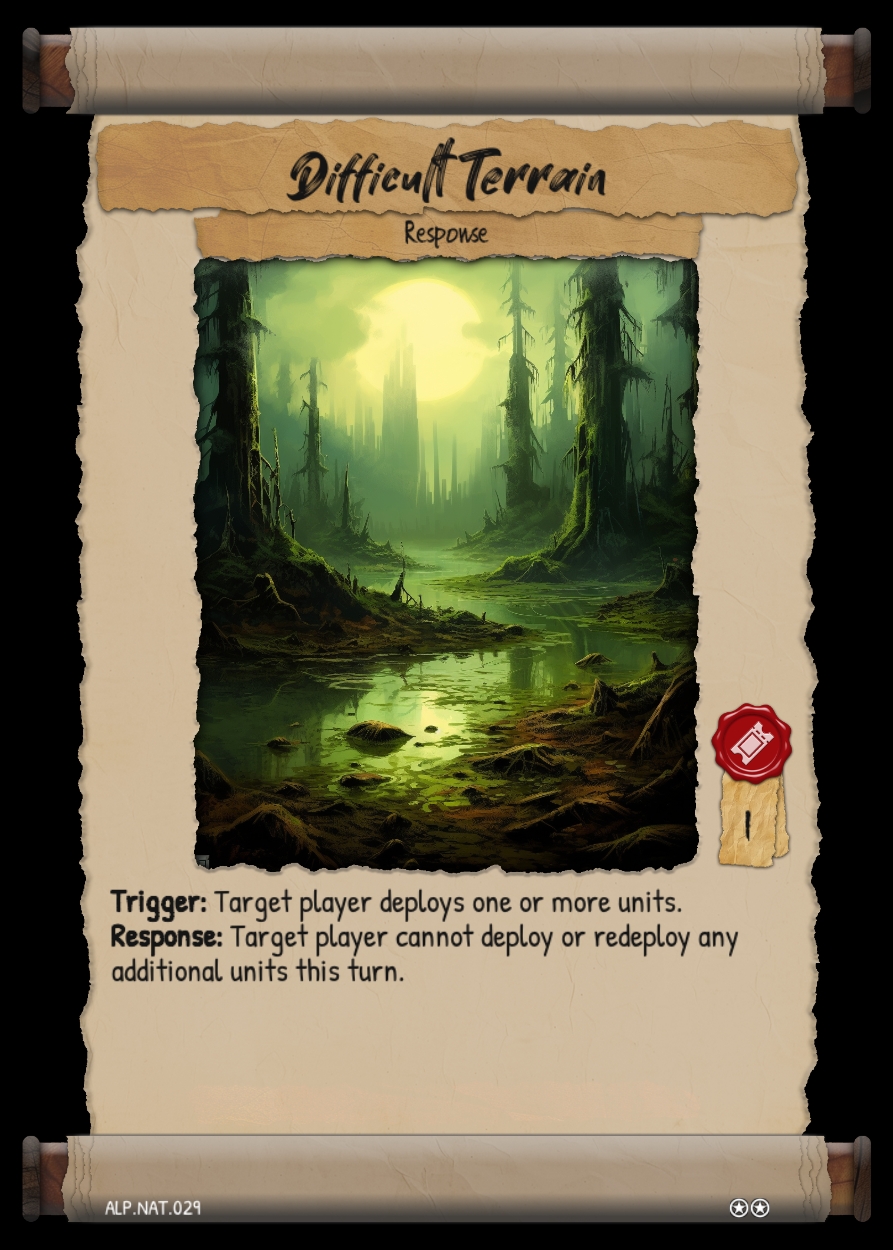 Difficult Terrain
Response
1
Trigger: Target player deploys one or more units.
Response: Target player cannot deploy or redeploy any
additional units this turn.
ALP.NAT.029